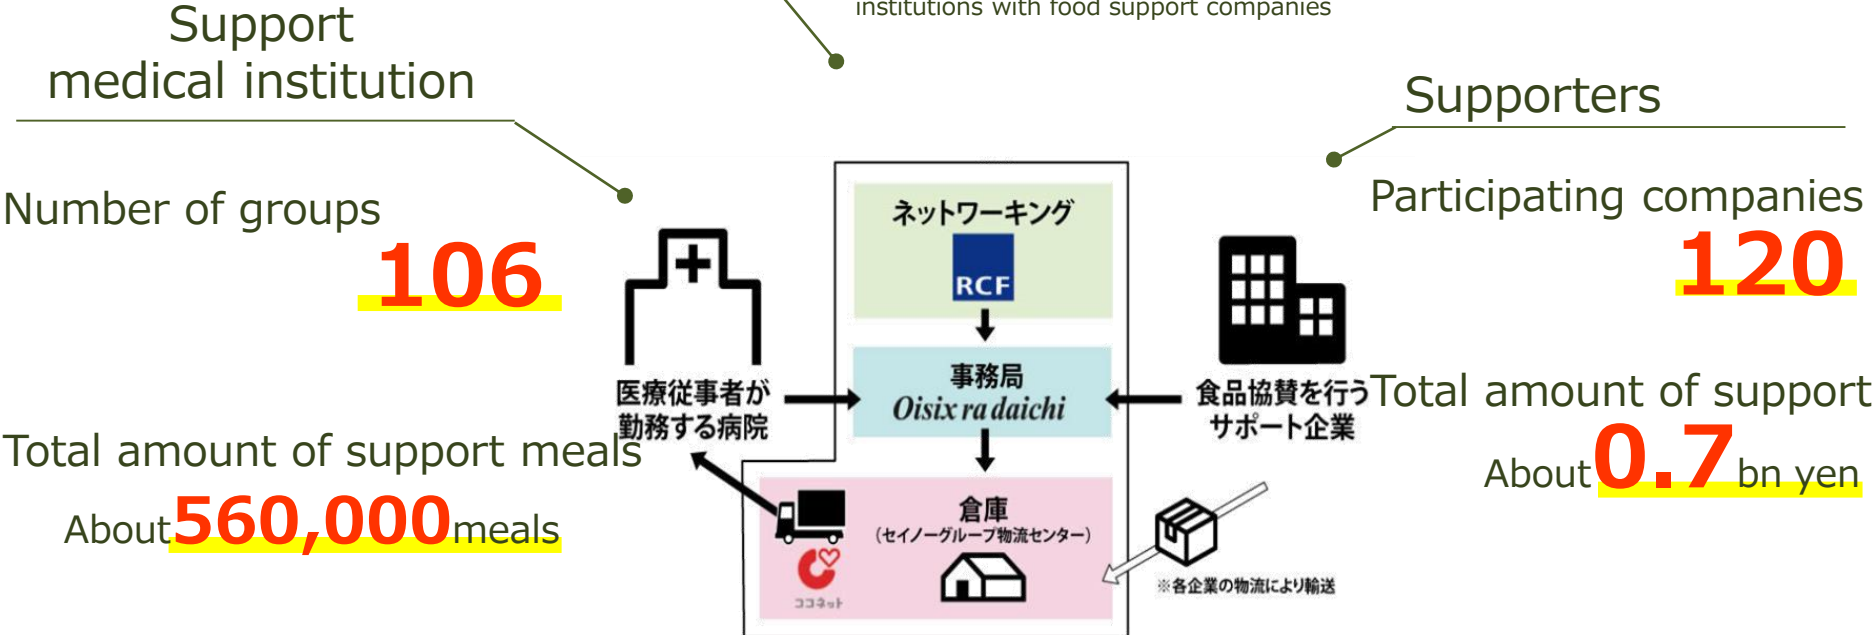 institutions with food support companies
Support
medical institution
Number of groups
106
Total amount of support meals
About 560,000 meals
ネットワーキング
RCF
事務局
Oisix ra daichi
医療従事者が
勤務する病院
食品協賛を行う
サポート企業
倉庫
(セイノーグループ物流センター)
ココネット
※各企業の物流により輸送
Supporters
Participating companies
120
Total amount of support
About 0.7 bn yen